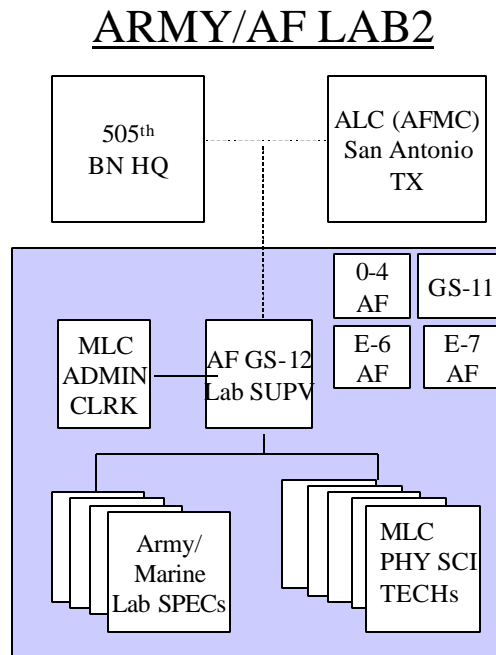 ARMY/AF LAB2
505th
BN HQ
ALC (AFMC)
San Antonio
TX
0-4
AF
GS-11
E-6
AF
E-7
AF
MLC
ADMIN
CLRK
AF GS-12
Lab SUPV
Army/
Marine
Lab SPECs
MLC
PHY SCI
TECHs